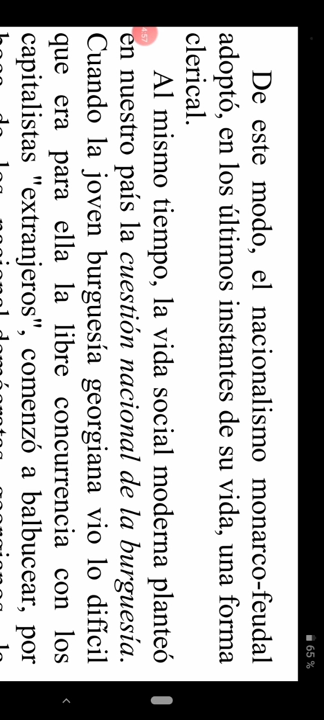 De este modo, el nacionalismo monarco-feudal
adoptó, en los últimos instantes de su vida, una forma
clerical.
Al mismo tiempo, la vida social moderna planteó
en nuestro país la cuestión nacional de la burguesía.
Cuando la joven burguesía georgiana vio lo difícil
que era para ella la libre concurrencia con los
capitalistas "extranjeros", comenzó a balbucear, por
4:57
65 %